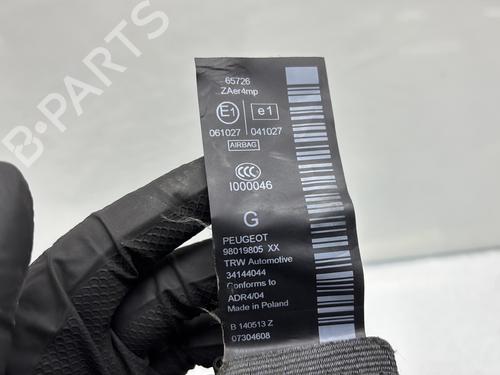 65726
ZAer4mp
E1 e1
061027 041027
AIRBAG
CCC
I000046
G
PEUGEOT
98019805 XX
TRW Automotive
34144044
Conforms to
ADR4/04
Made in Poland
B 140513 Z
07304608
B-PARTS